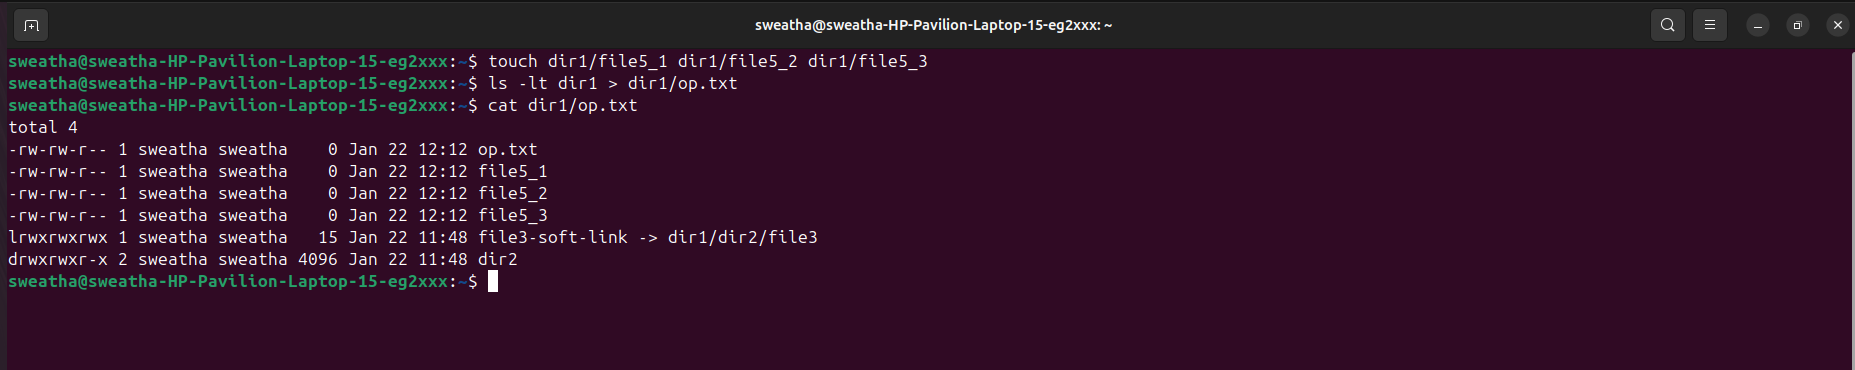 sweatha@sweatha-HP-Pavilion-Laptop-15-eg2xxx: ~
sweatha@sweatha-HP-Pavilion-Laptop-15-eg2xxx:~$ touch dir1/file5_1 dir1/file5_2 dir1/file5_3
sweatha@sweatha-HP-Pavilion-Laptop-15-eg2xxx:~$ ls -lt dir1 > dir1/op.txt
sweatha@sweatha-HP-Pavilion-Laptop-15-eg2xxx:~$ cat dir1/op.txt
total 4
-rw-rw-r-- 1 sweatha sweatha    0 Jan 22 12:12 op.txt
-rw-rw-r-- 1 sweatha sweatha    0 Jan 22 12:12 file5_1
-rw-rw-r-- 1 sweatha sweatha    0 Jan 22 12:12 file5_2
-rw-rw-r-- 1 sweatha sweatha    0 Jan 22 12:12 file5_3
lrwxrwxrwx 1 sweatha sweatha   15 Jan 22 11:48 file3-soft-link -> dir1/dir2/file3
drwxrwxr-x 2 sweatha sweatha 4096 Jan 22 11:48 dir2
sweatha@sweatha-HP-Pavilion-Laptop-15-eg2xxx:~$